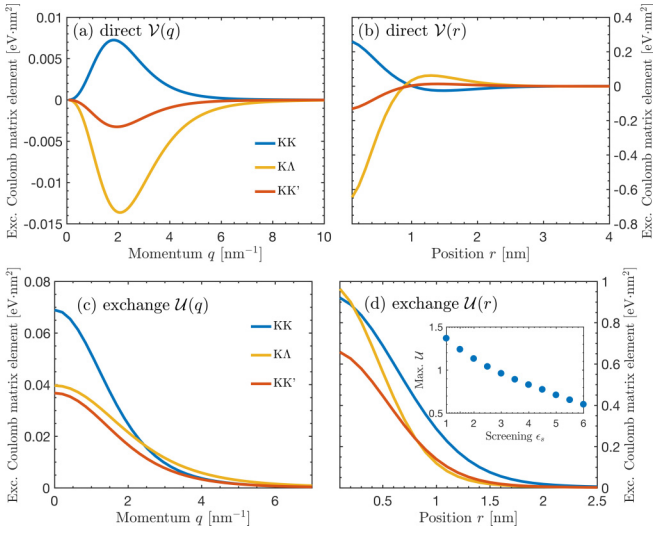 (a) direct 𝒱(q)
(b) direct 𝒱(r)
Exc. Coulomb matrix element [eV·nm²]
0.01
0.005
0
-0.005
-0.01
-0.015
KK
KΛ
KK'
0 2 4 6 8 10
Momentum q [nm⁻¹]
0 1 2 3 4
Position r [nm]
0.4
0.2
0
-0.2
-0.4
-0.6
-0.8
Exc. Coulomb matrix element [eV·nm²]
(c) exchange 𝒰(q)
(d) exchange 𝒰(r)
Exc. Coulomb matrix element [eV·nm²]
0.08
0.06
0.04
0.02
0
KK
KΛ
KK'
0 2 4 6
Momentum q [nm⁻¹]
Max. 𝒰
1.5
1
0.5
1 2 3 4 5 6
Screening ϵₛ
0.5 1 1.5 2 2.5
Position r [nm]
1
0.8
0.6
0.4
0.2
0
Exc. Coulomb matrix element [eV·nm²]